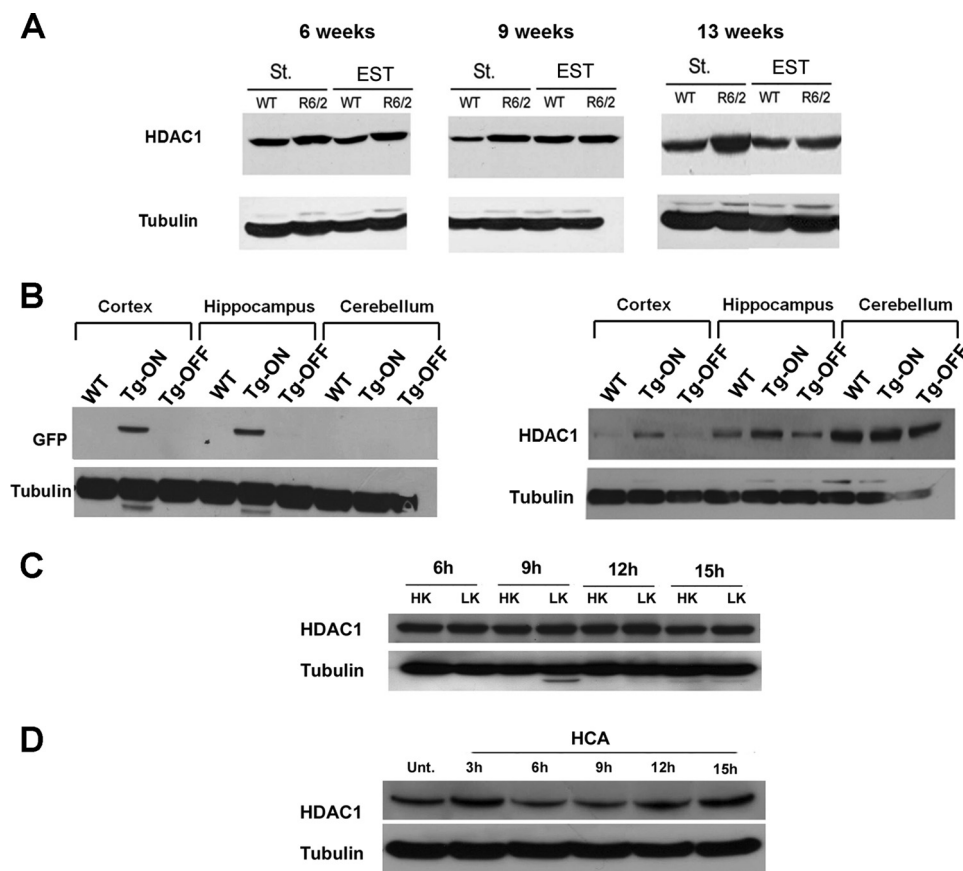 A
6 weeks 9 weeks 13 weeks
St. EST St. EST St. EST
WT R6/2 WT R6/2 WT R6/2 WT R6/2 WT R6/2 WT R6/2
HDAC1
Tubulin
B
Cortex Hippocampus Cerebellum
WT Tg-ON Tg-OFF WT Tg-ON Tg-OFF WT Tg-ON Tg-OFF
GFP
Tubulin
Cortex Hippocampus Cerebellum
WT Tg-ON Tg-OFF WT Tg-ON Tg-OFF WT Tg-ON Tg-OFF
HDAC1
Tubulin
C
6h 9h 12h 15h
HK LK HK LK HK LK HK LK
HDAC1
Tubulin
D
HCA
Unt. 3h 6h 9h 12h 15h
HDAC1
Tubulin